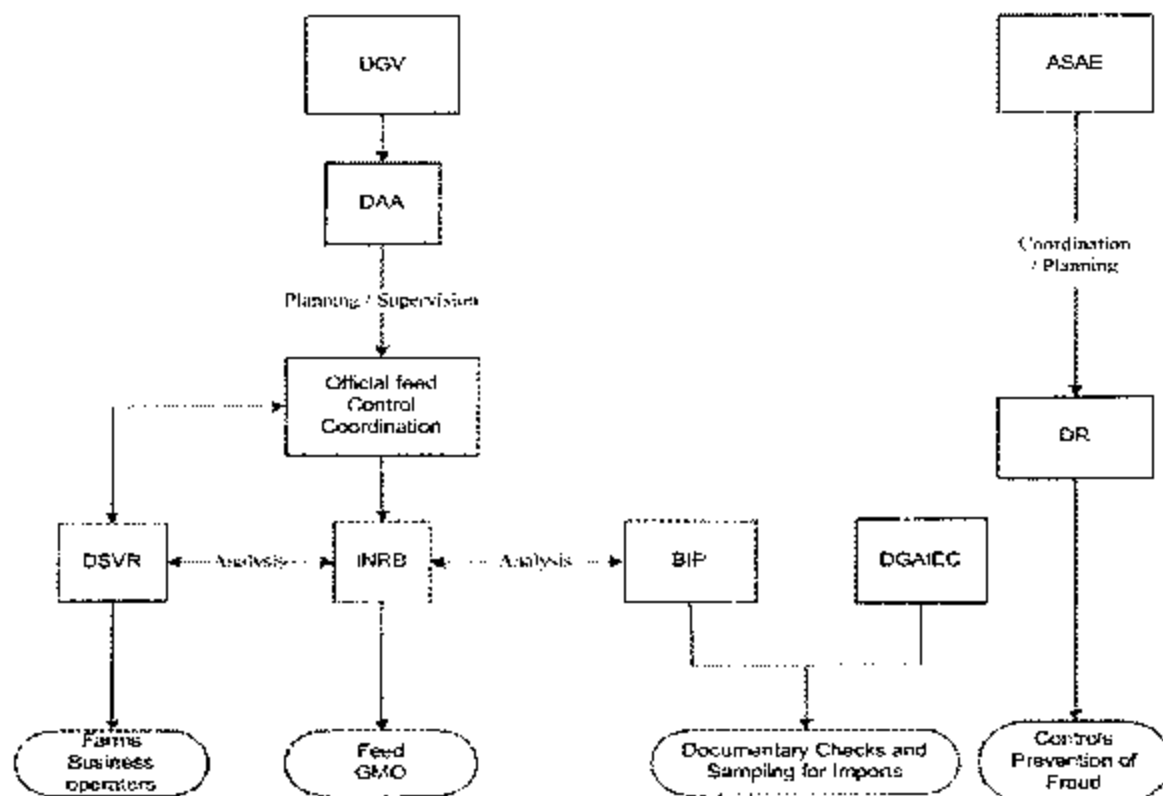 DGV
ASAE
DAA
Coordination
/ Planning
Planning / Supervision
Official feed
Control
Coordination
DR
DSVR
Analysis
INRB
Analysis
BIP
DGAIEC
Farms
Business
operators
Feed
GMO
Documentary Checks and
Sampling for Imports
Controls
Prevention of
Fraud